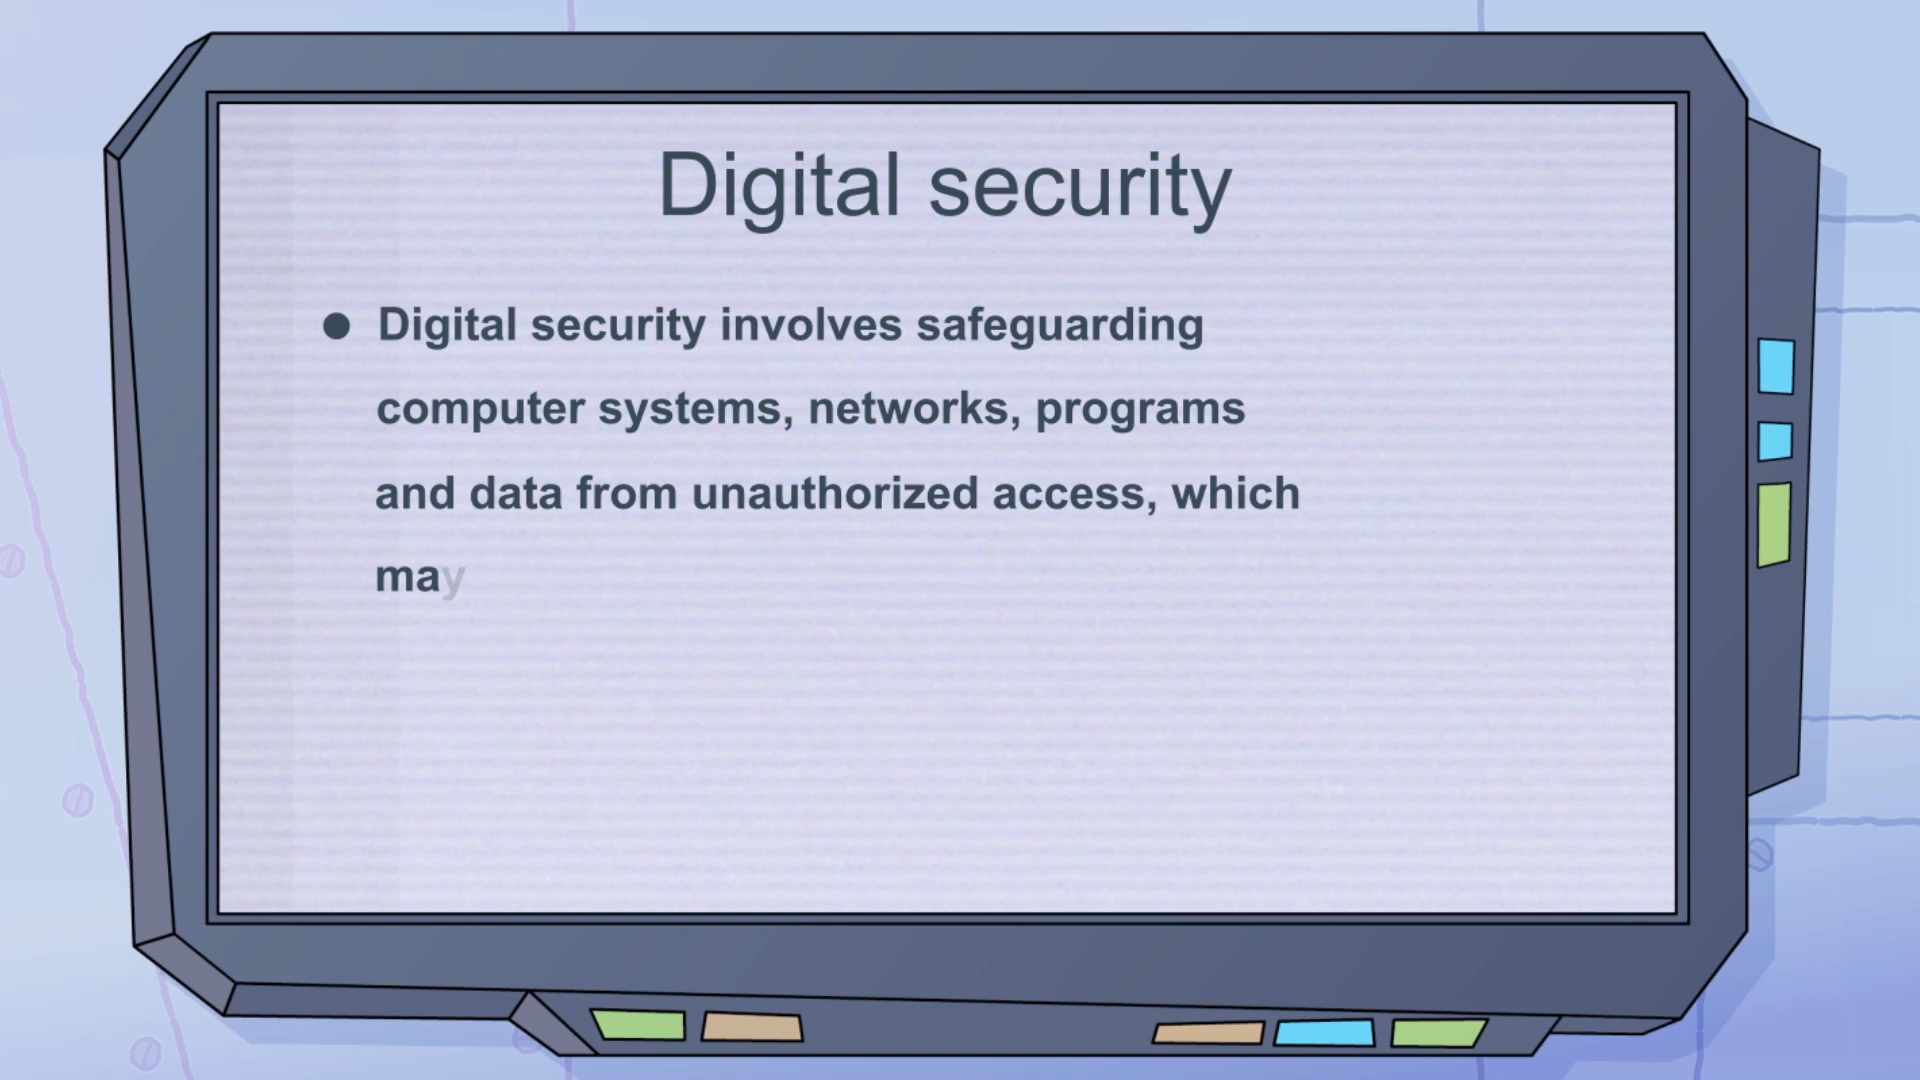 Digital security
● Digital security involves safeguarding
computer systems, networks, programs
and data from unauthorized access, which
may